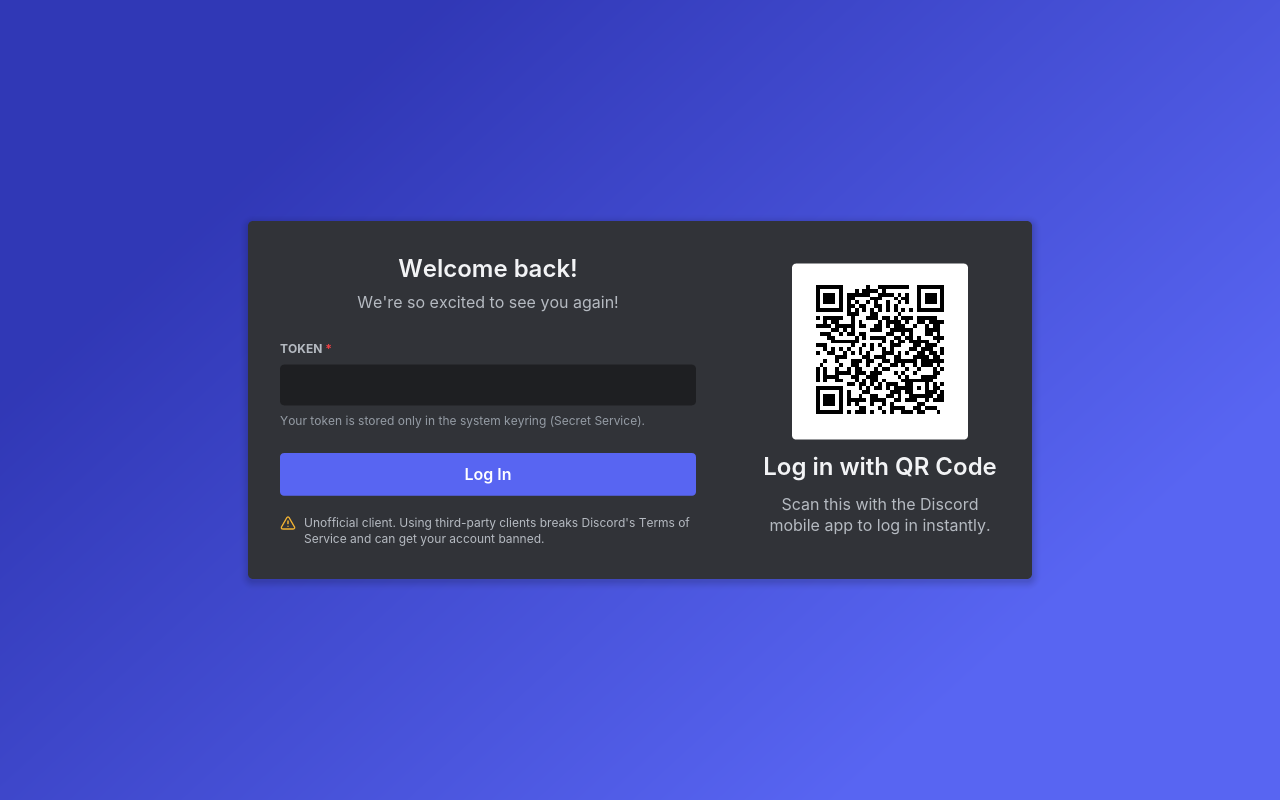 Welcome back!
We're so excited to see you again!
TOKEN *
Your token is stored only in the system keyring (Secret Service).
Log In
Unofficial client. Using third-party clients breaks Discord's Terms of
Service and can get your account banned.
Log in with QR Code
Scan this with the Discord
mobile app to log in instantly.